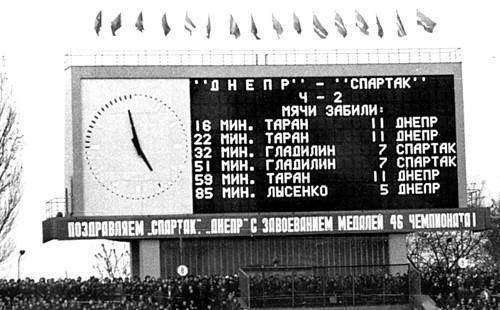 "ДНЕПР" - "СПАРТАК"
4 - 2
МЯЧИ ЗАБИЛИ:
16 МИН. ТАРАН 11 ДНЕПР
22 МИН. ТАРАН 11 ДНЕПР
32 МИН. ГЛАДИЛИН 7 СПАРТАК
51 МИН. ГЛАДИЛИН 7 СПАРТАК
59 МИН. ТАРАН 11 ДНЕПР
85 МИН. ЛЫСЕНКО 5 ДНЕПР
ПОЗДРАВЛЯЕМ „СПАРТАК", „ДНЕПР" С ЗАВОЕВАНИЕМ МЕДАЛЕЙ 46 ЧЕМПИОНАТА!